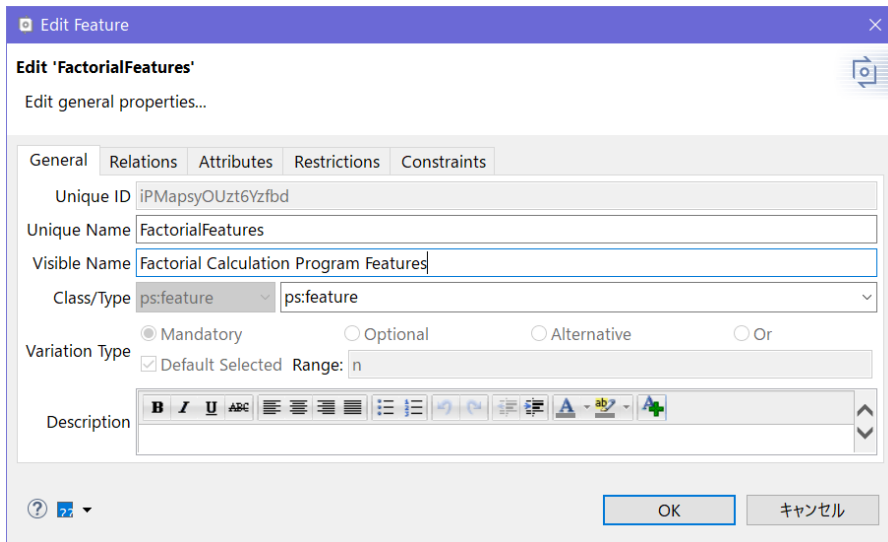 Edit Feature
Edit 'FactorialFeatures'
Edit general properties...
General Relations Attributes Restrictions Constraints
Unique ID iPMapsyOUzt6Yzfbd
Unique Name FactorialFeatures
Visible Name Factorial Calculation Program Features
Class/Type ps:feature ps:feature
Variation Type
Mandatory Optional Alternative Or
Default Selected Range: n
Description
B I U ABC A ab A
OK キャンセル